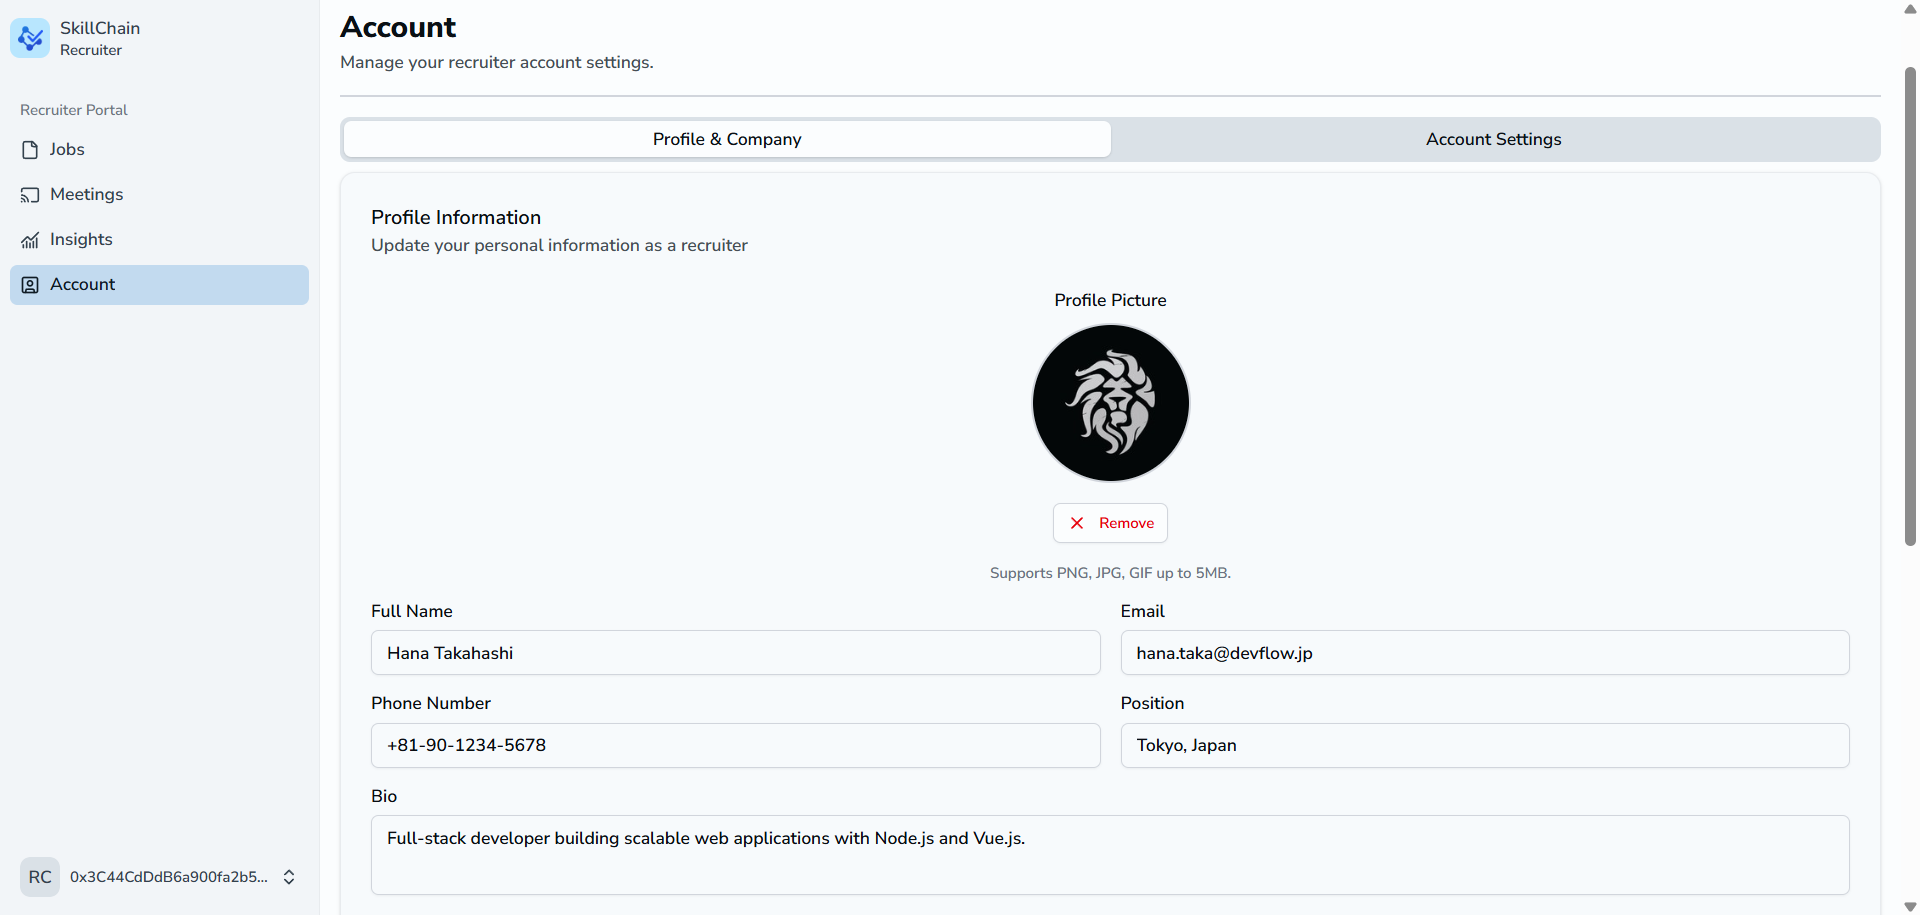 SkillChain
Recruiter
Recruiter Portal
Jobs
Meetings
Insights
Account
RC 0x3C44CdDdB6a900fa2b5...
Account
Manage your recruiter account settings.
Profile & Company
Account Settings
Profile Information
Update your personal information as a recruiter
Profile Picture
Remove
Supports PNG, JPG, GIF up to 5MB.
Full Name
Hana Takahashi
Email
hana.taka@devflow.jp
Phone Number
+81-90-1234-5678
Position
Tokyo, Japan
Bio
Full-stack developer building scalable web applications with Node.js and Vue.js.